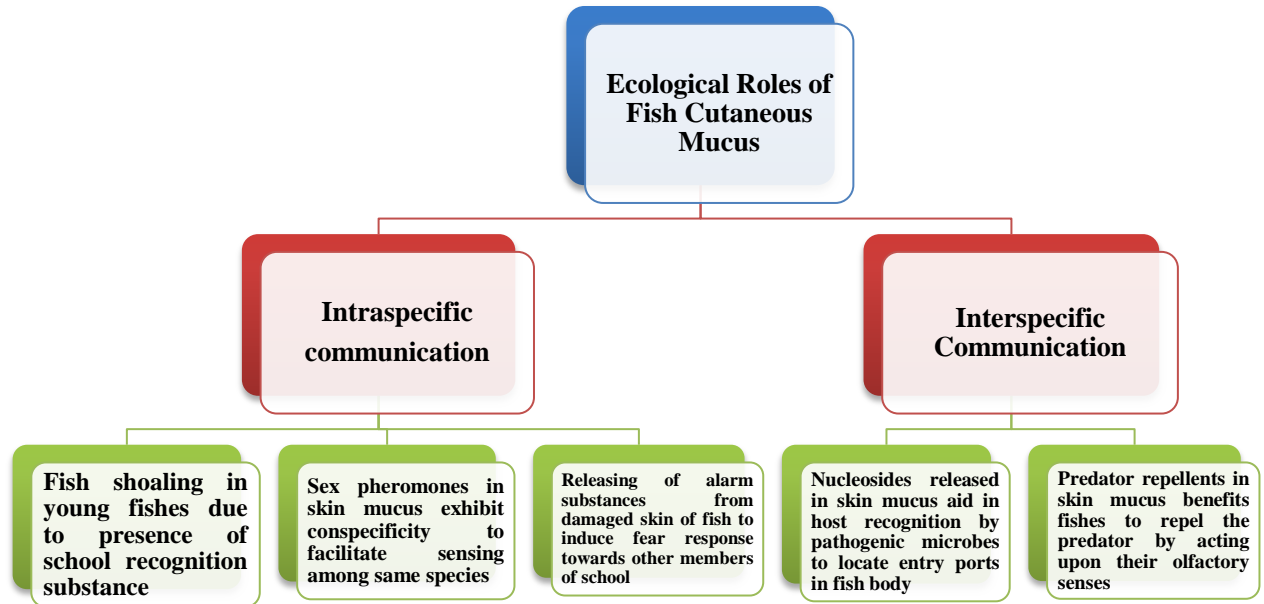 Ecological Roles of
Fish Cutaneous
Mucus
Intraspecific
communication
Interspecific
Communication
Fish shoaling in
young fishes due
to presence of
school recognition
substance
Sex pheromones in
skin mucus exhibit
conspecificity to
facilitate sensing
among same species
Releasing of alarm
substances from
damaged skin of fish to
induce fear response
towards other members
of school
Nucleosides released
in skin mucus aid in
host recognition by
pathogenic microbes
to locate entry ports
in fish body
Predator repellents in
skin mucus benefits
fishes to repel the
predator by acting
upon their olfactory
senses